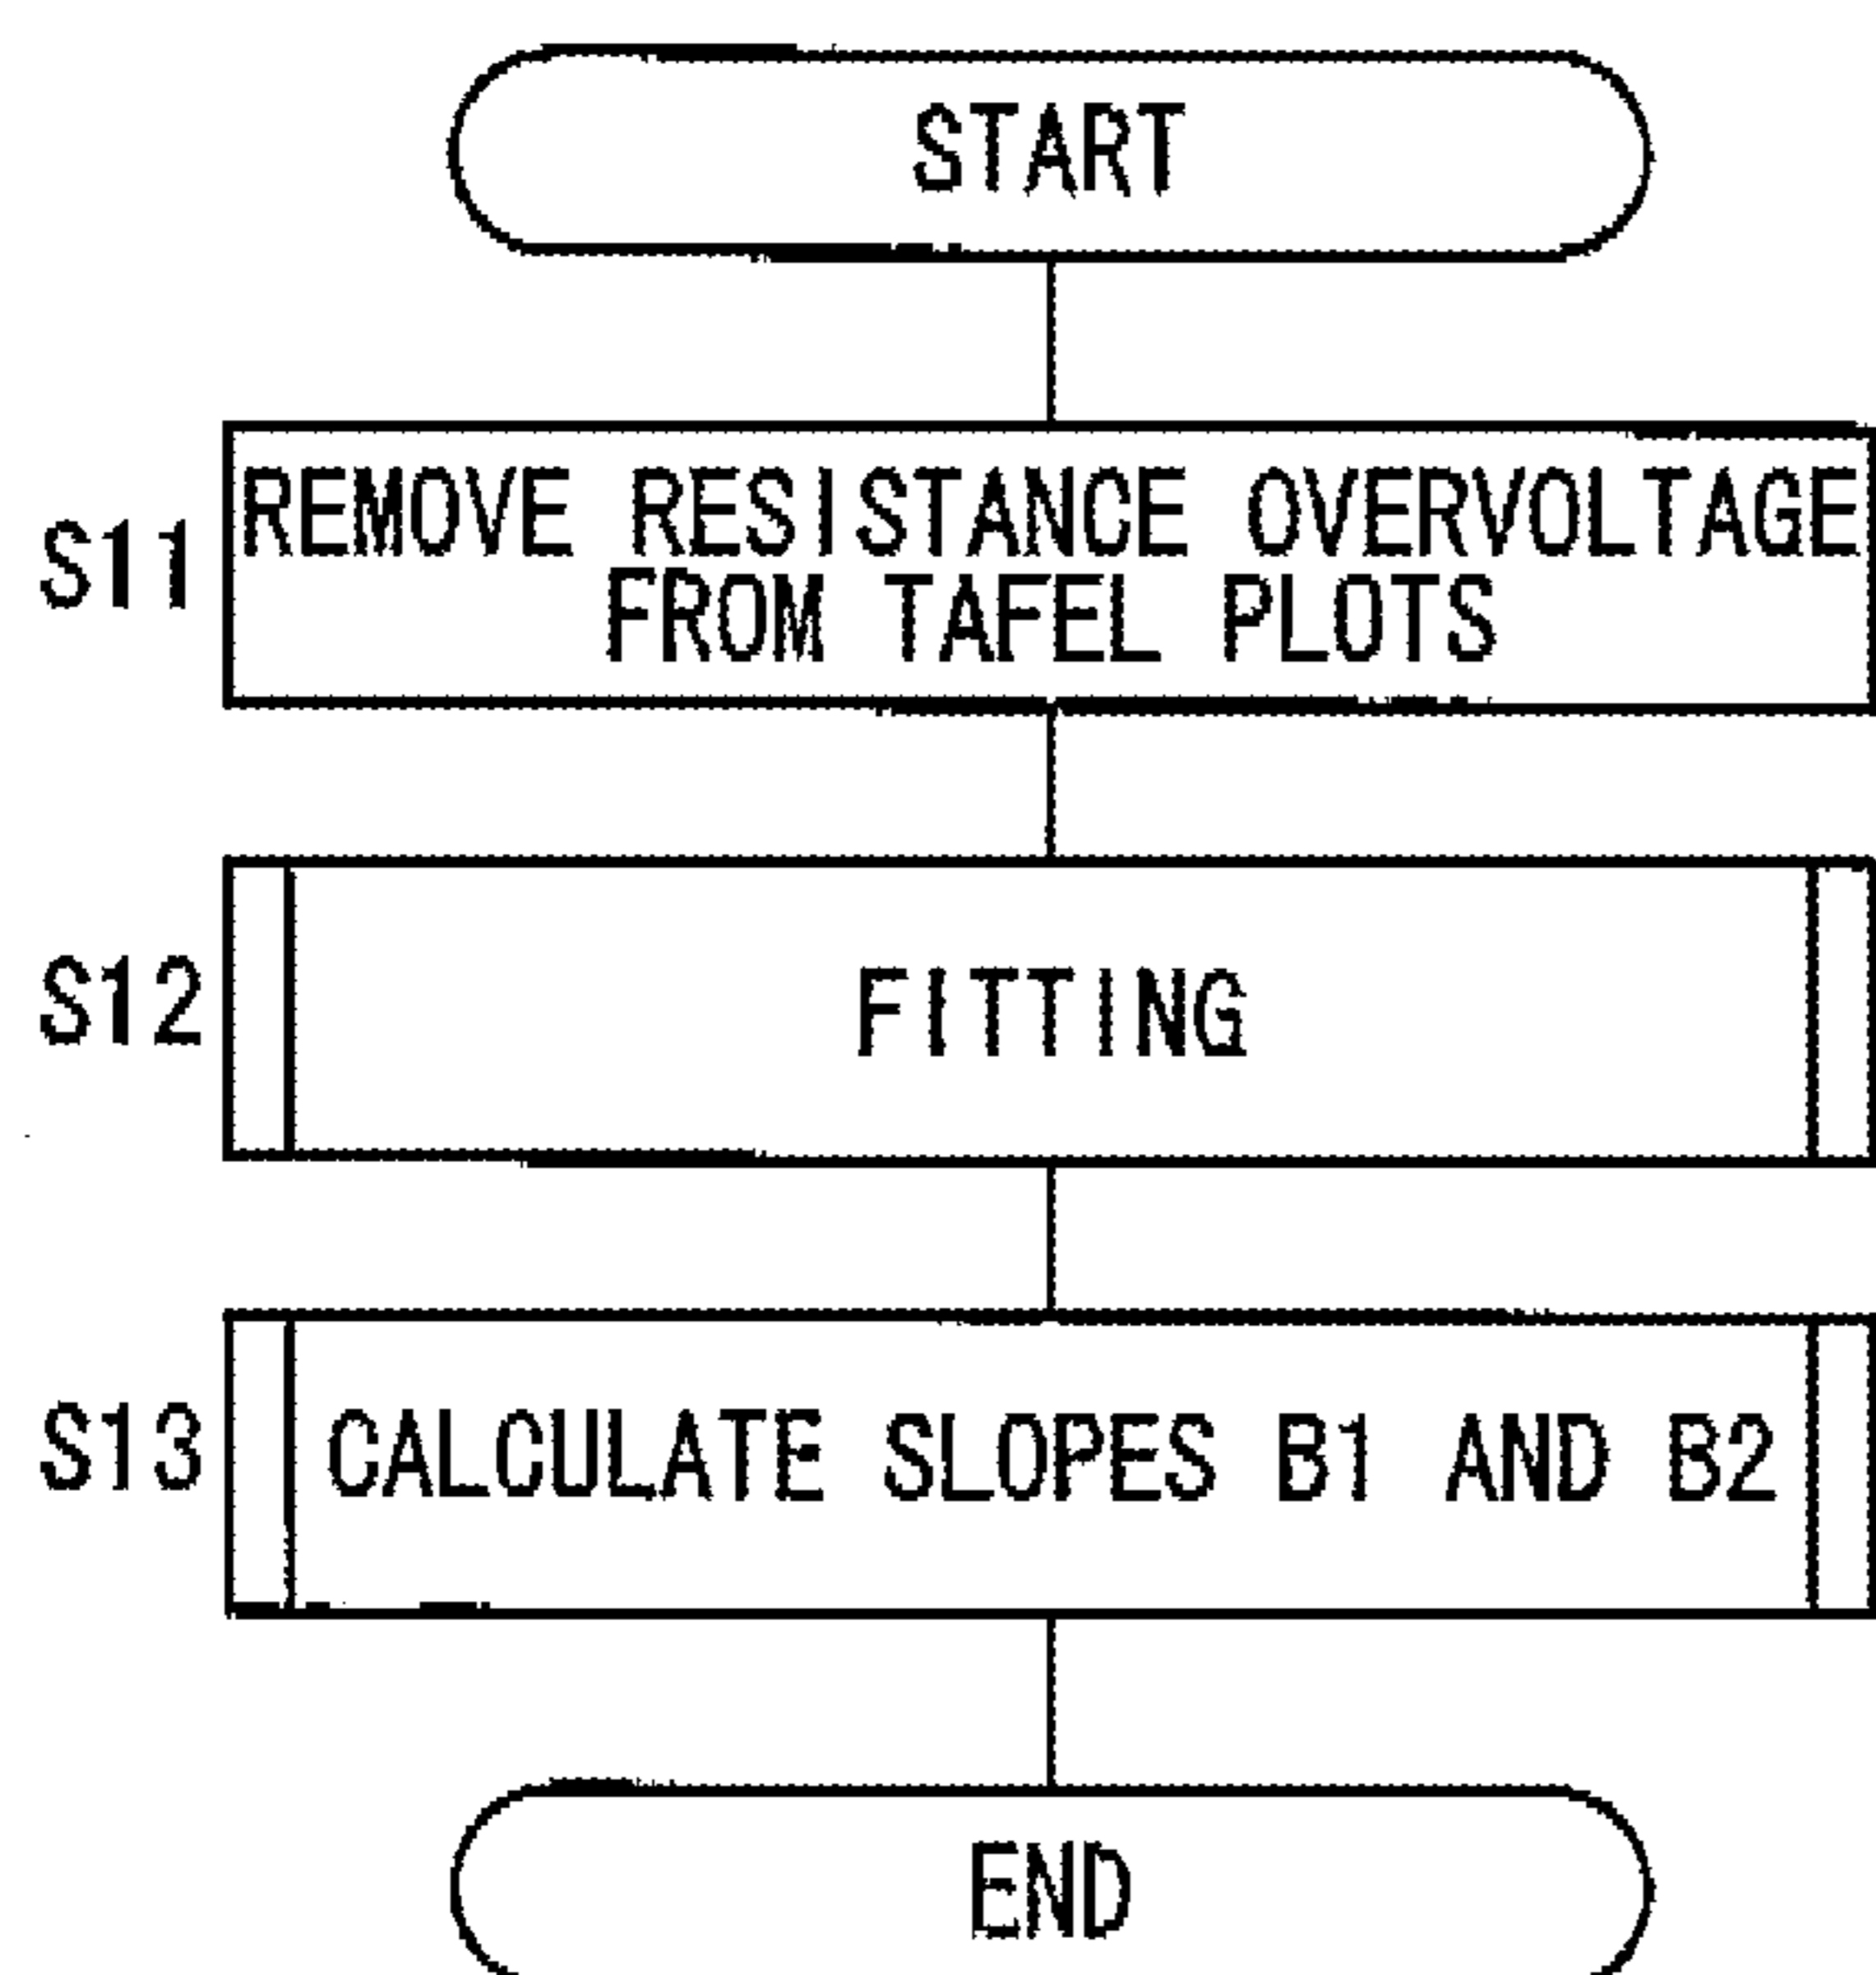 START
S11
REMOVE RESISTANCE OVERVOLTAGE
FROM TAFEL PLOTS
S12
FITTING
S13
CALCULATE SLOPES B1 AND B2
END